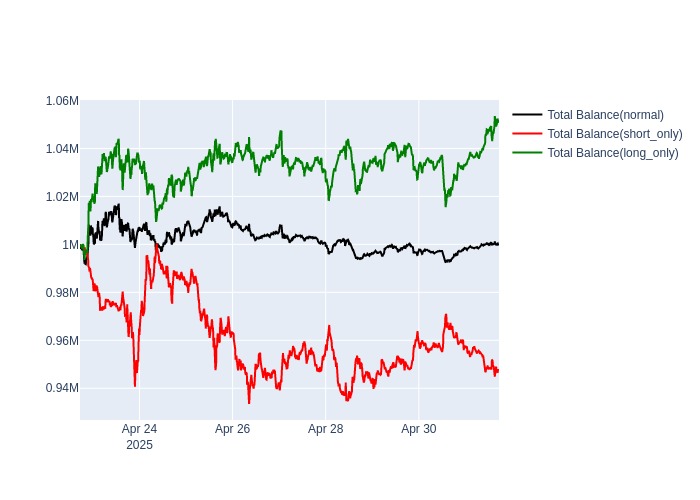 1.06M
1.04M
1.02M
1M
0.98M
0.96M
0.94M
Apr 24
2025
Apr 26
Apr 28
Apr 30
Total Balance(normal)
Total Balance(short_only)
Total Balance(long_only)